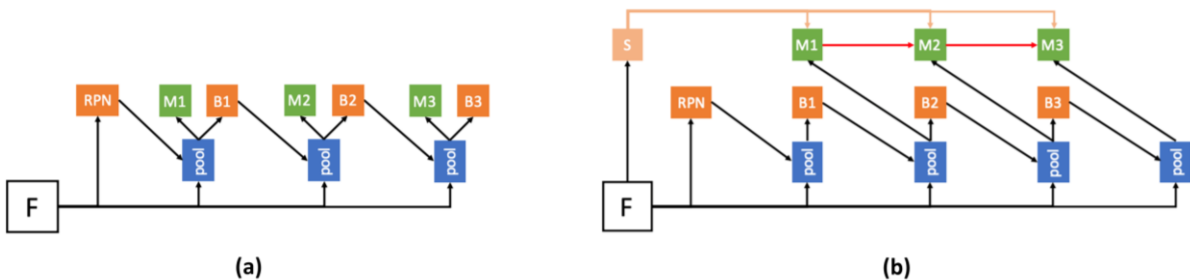 S M1 M2 M3
RPN M1 B1 M2 B2 M3 B3
RPN B1 B2 B3
pool pool pool
pool pool pool pool
F
F
(a)
(b)